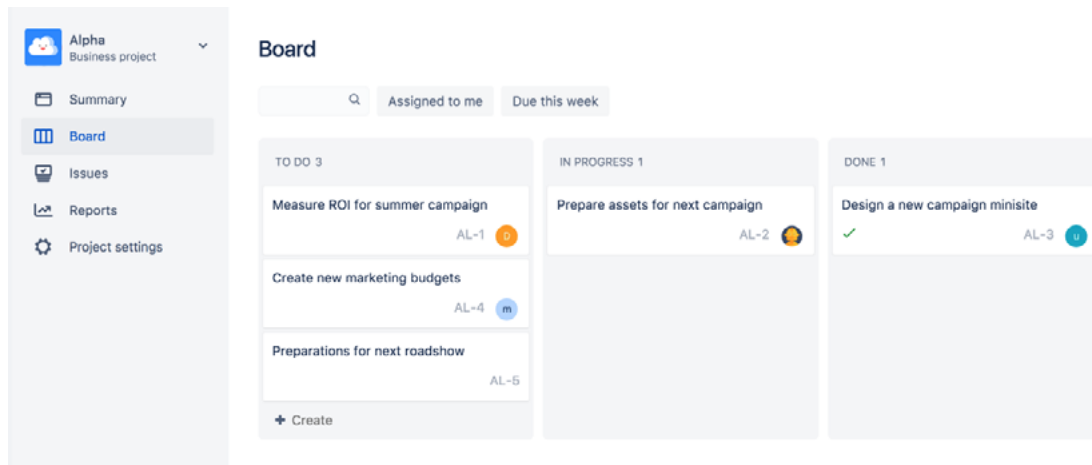 Alpha
Business project
Summary
Board
Issues
Reports
Project settings
Board
Assigned to me
Due this week
TO DO 3
Measure ROI for summer campaign
AL-1 D
Create new marketing budgets
AL-4 m
Preparations for next roadshow
AL-5
+ Create
IN PROGRESS 1
Prepare assets for next campaign
AL-2
DONE 1
Design a new campaign minisite
AL-3 u